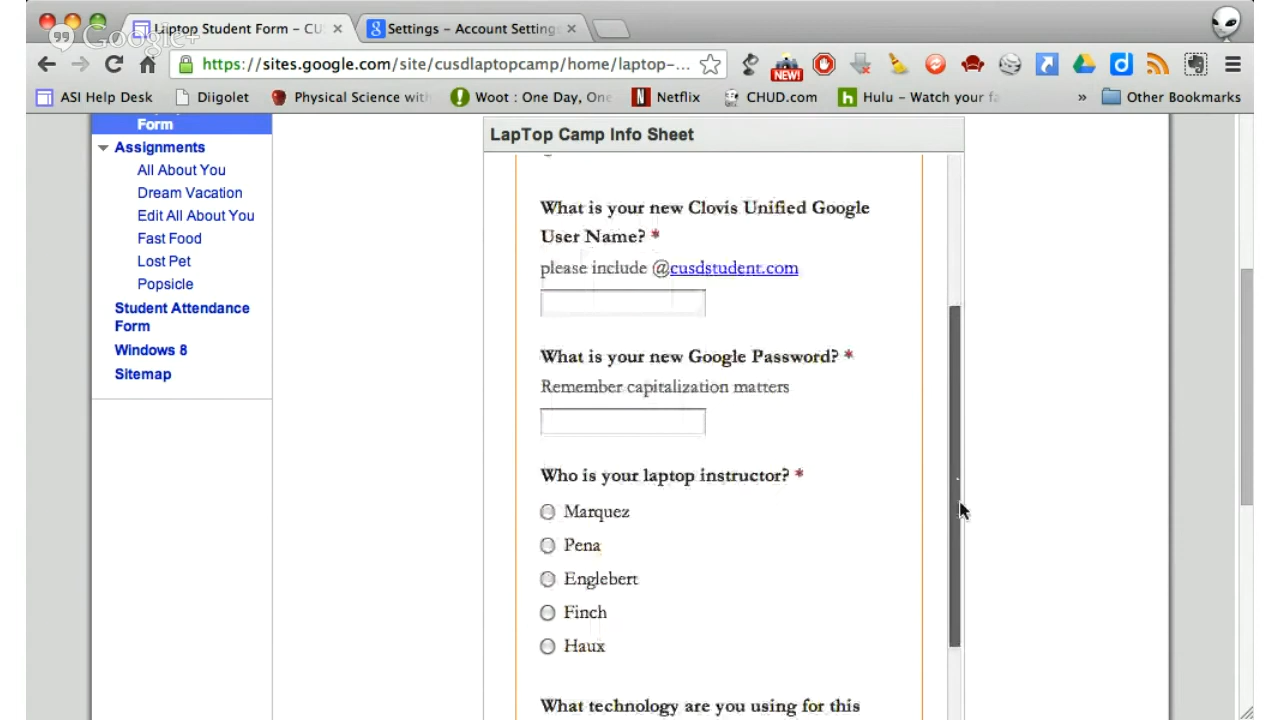 Laptop Student Form – CU
Settings – Account Setting
Google+
https://sites.google.com/site/cusdlaptopcamp/home/laptop-...
NEW!
ASI Help Desk
Diigolet
Physical Science with
Woot : One Day, One
Netflix
CHUD.com
Hulu – Watch your fa
»
Other Bookmarks
Form
Assignments
All About You
Dream Vacation
Edit All About You
Fast Food
Lost Pet
Popsicle
Student Attendance
Form
Windows 8
Sitemap
LapTop Camp Info Sheet
What is your new Clovis Unified Google
User Name? *
please include @cusdstudent.com
What is your new Google Password? *
Remember capitalization matters
Who is your laptop instructor? *
Marquez
Pena
Englebert
Finch
Haux
What technology are you using for this